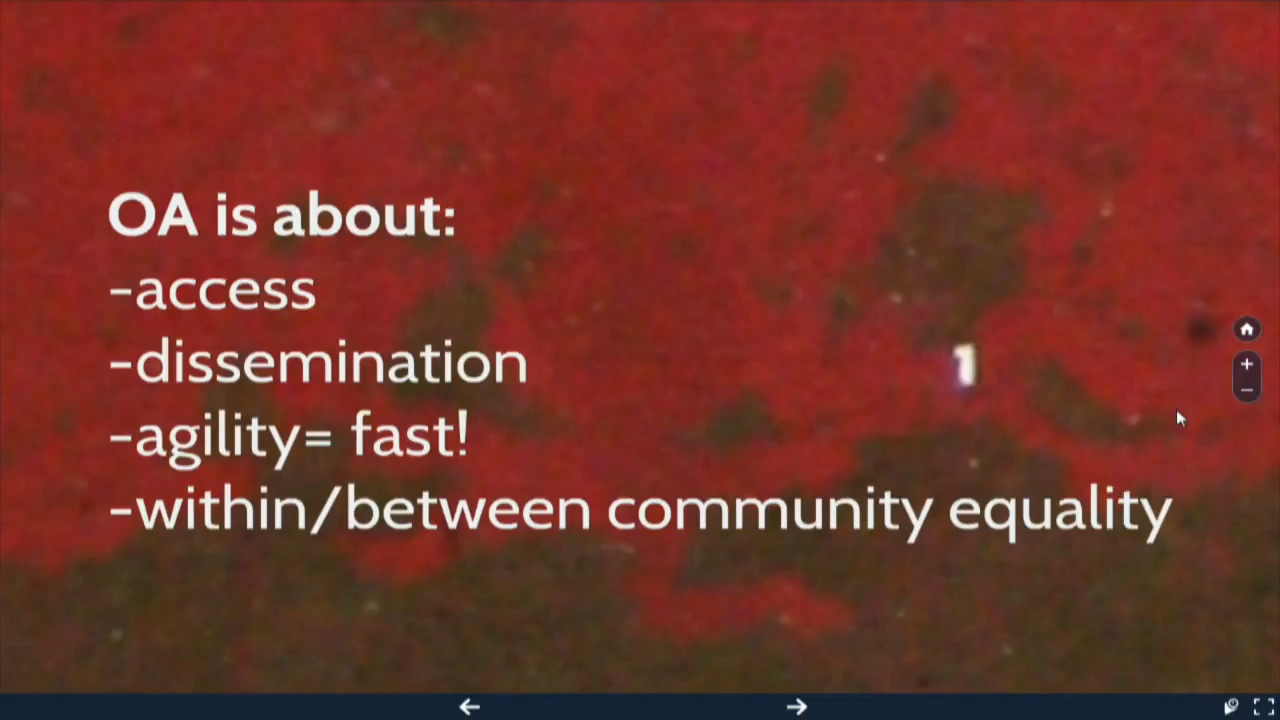 OA is about:
-access
-dissemination
1
-agility= fast!
-within/between community equality